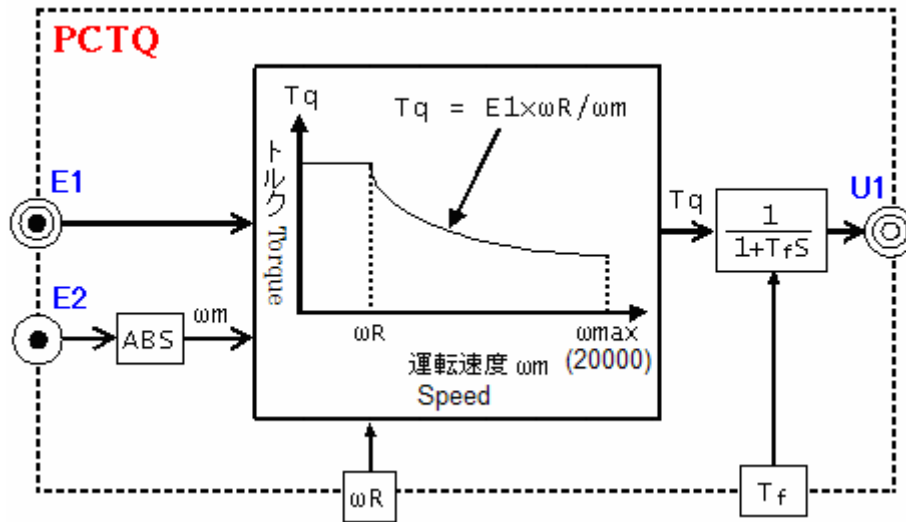 PCTQ
Tq
Tq = E1×ωR/ωm
トルク Torque
E1
E2
ωm
ABS
ωR
ωmax
(20000)
運転速度 ωm
Speed
Tq
1
1+TfS
U1
ωR
Tf